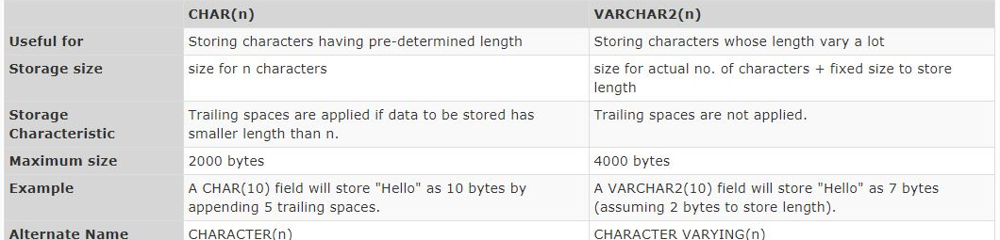 CHAR(n) VARCHAR2(n)
Useful for Storing characters having pre-determined length Storing characters whose length vary a lot
Storage size size for n characters size for actual no. of characters + fixed size to store
length
Storage Trailing spaces are applied if data to be stored has Trailing spaces are not applied.
Characteristic smaller length than n.
Maximum size 2000 bytes 4000 bytes
Example A CHAR(10) field will store "Hello" as 10 bytes by A VARCHAR2(10) field will store "Hello" as 7 bytes
appending 5 trailing spaces. (assuming 2 bytes to store length).
Alternate Name CHARACTER(n) CHARACTER VARYING(n)